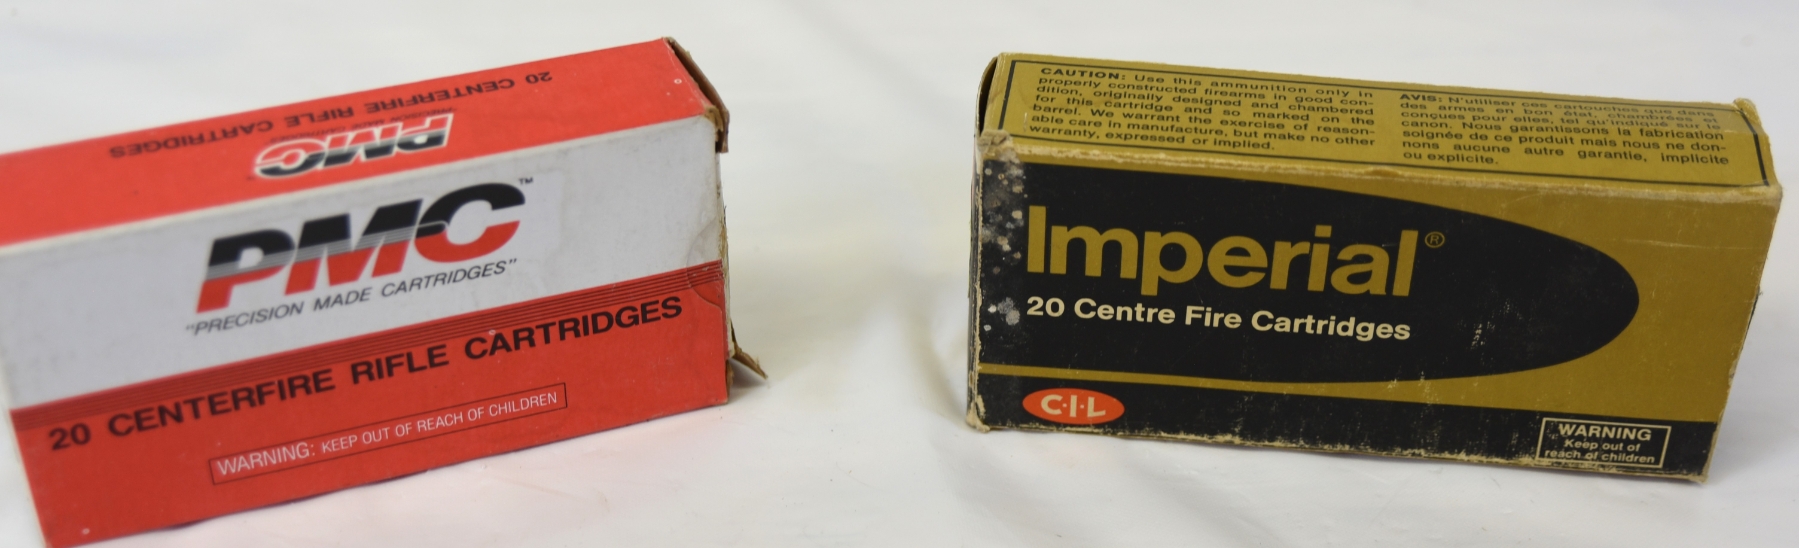 20 CENTERFIRE RIFLE CARTRIDGES
"PRECISION MADE CARTRIDGES"
PMC
PMC™
"PRECISION MADE CARTRIDGES"
20 CENTERFIRE RIFLE CARTRIDGES
WARNING: KEEP OUT OF REACH OF CHILDREN
CAUTION: Use this ammunition only in
properly constructed firearms in good con-
dition, originally designed and chambered
for this cartridge and so marked on the
barrel. We warrant the exercise of reason-
able care in manufacture, but make no other
warranty, expressed or implied.
AVIS: N'utiliser ces cartouches que dans
des armes en bon état, chambrées et
conçues pour elles, tel qu'indiqué sur le
canon. Nous garantissons la fabrication
soignée de ce produit mais nous ne don-
nons aucune autre garantie, implicite
ou explicite.
Imperial®
20 Centre Fire Cartridges
C·I·L
WARNING
Keep out of
reach of children